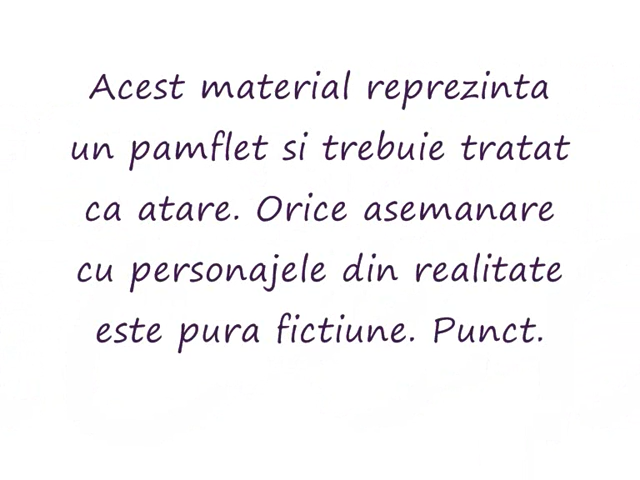 Acest material reprezinta
un pamflet si trebuie tratat
ca atare. Orice asemanare
cu personajele din realitate
este pura fictiune. Punct.